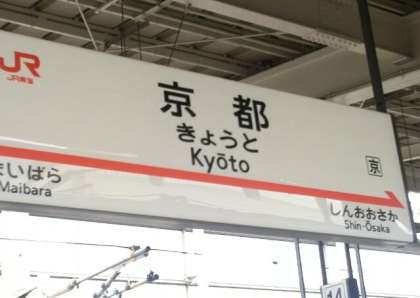 JR
JR東海
京都
きょうと
Kyōto
京
まいばら
Maibara
しんおおさか
Shin-Ōsaka
14